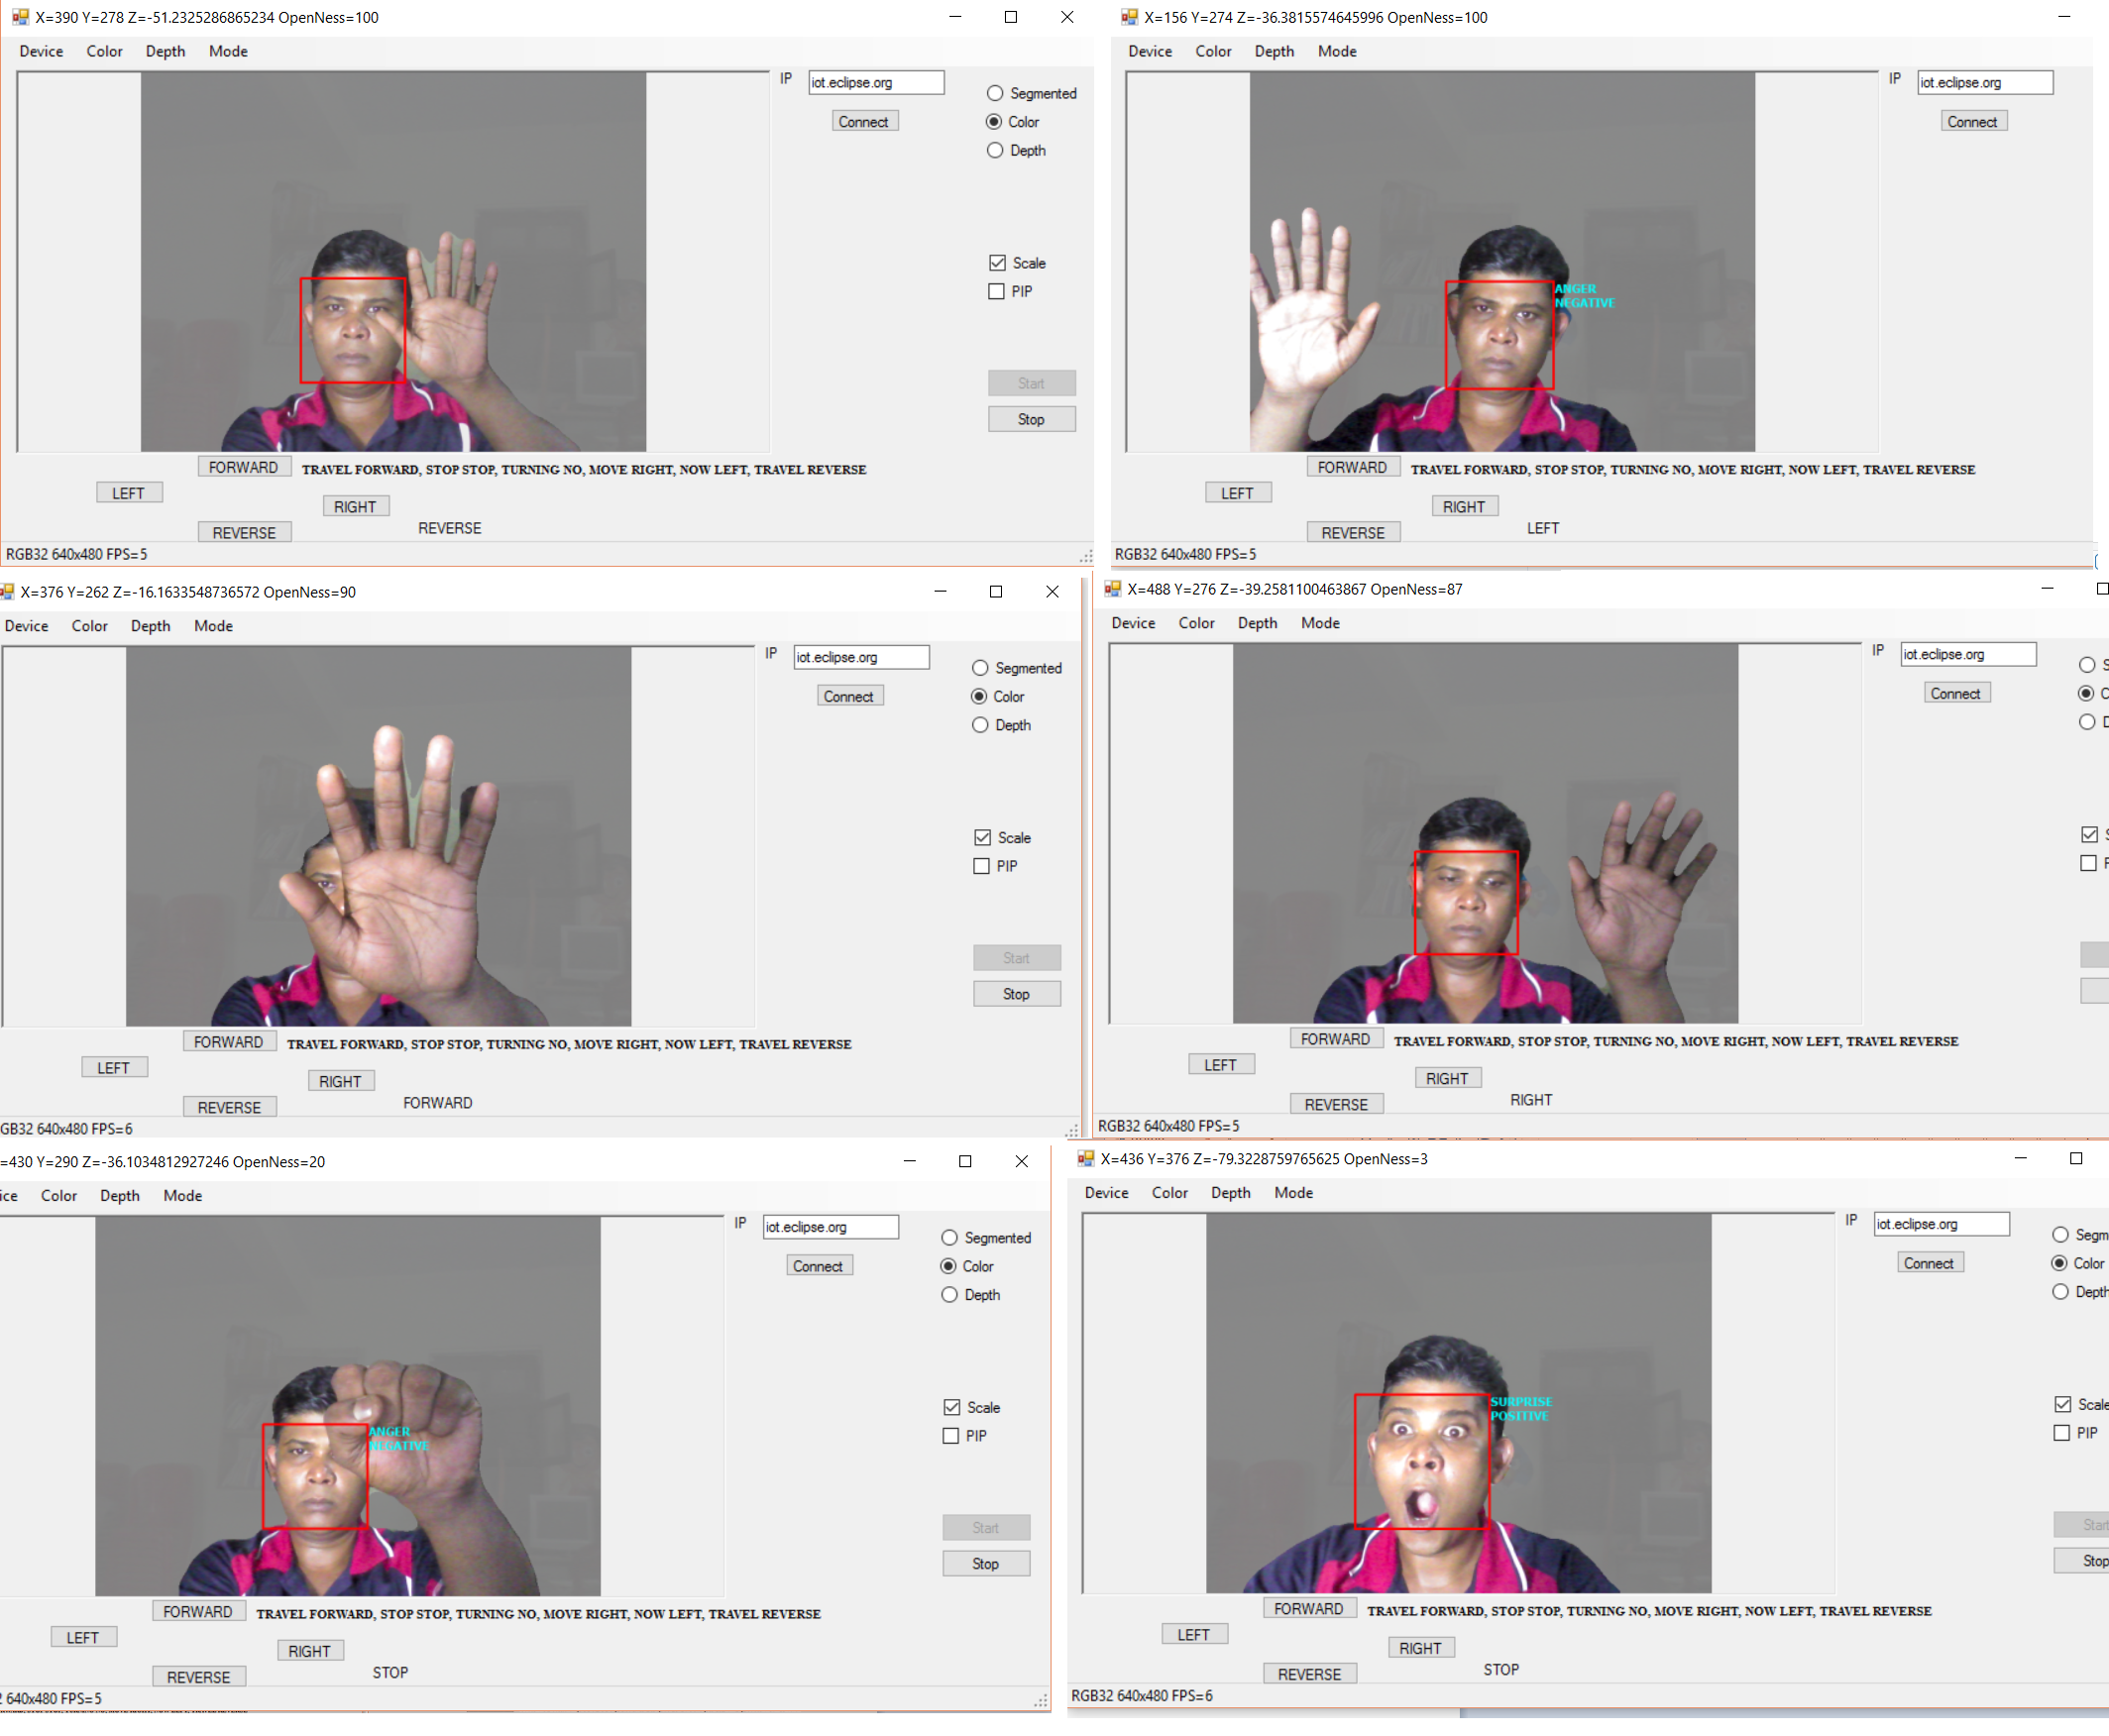 X=390 Y=278 Z=-51.2325286865234 OpenNess=100
Device Color Depth Mode
IP iot.eclipse.org
Connect
Segmented
Color
Depth
Scale
PIP
Start
Stop
FORWARD TRAVEL FORWARD, STOP STOP, TURNING NO, MOVE RIGHT, NOW LEFT, TRAVEL REVERSE
LEFT
RIGHT
REVERSE REVERSE
RGB32 640x480 FPS=5
X=156 Y=274 Z=-36.3815574645996 OpenNess=100
Device Color Depth Mode
IP iot.eclipse.org
Connect
ANGER
NEGATIVE
FORWARD TRAVEL FORWARD, STOP STOP, TURNING NO, MOVE RIGHT, NOW LEFT, TRAVEL REVERSE
LEFT
RIGHT
REVERSE LEFT
RGB32 640x480 FPS=5
X=376 Y=262 Z=-16.1633548736572 OpenNess=90
Device Color Depth Mode
IP iot.eclipse.org
Connect
Segmented
Color
Depth
Scale
PIP
Start
Stop
FORWARD TRAVEL FORWARD, STOP STOP, TURNING NO, MOVE RIGHT, NOW LEFT, TRAVEL REVERSE
LEFT
RIGHT
REVERSE FORWARD
GB32 640x480 FPS=6
X=488 Y=276 Z=-39.2581100463867 OpenNess=87
Device Color Depth Mode
IP iot.eclipse.org
Connect
S
C
FORWARD TRAVEL FORWARD, STOP STOP, TURNING NO, MOVE RIGHT, NOW LEFT, TRAVEL REVERSE
LEFT
RIGHT
REVERSE RIGHT
RGB32 640x480 FPS=5
=430 Y=290 Z=-36.1034812927246 OpenNess=20
ice Color Depth Mode
IP iot.eclipse.org
Connect
Segmented
Color
Depth
ANGER
NEGATIVE
Scale
PIP
Start
Stop
FORWARD TRAVEL FORWARD, STOP STOP, TURNING NO, MOVE RIGHT, NOW LEFT, TRAVEL REVERSE
LEFT
RIGHT
REVERSE STOP
2 640x480 FPS=5
X=436 Y=376 Z=-79.3228759765625 OpenNess=3
Device Color Depth Mode
IP iot.eclipse.org
Connect
Segm
Color
Depth
SURPRISE
POSITIVE
Scale
PIP
Start
Stop
FORWARD TRAVEL FORWARD, STOP STOP, TURNING NO, MOVE RIGHT, NOW LEFT, TRAVEL REVERSE
LEFT
RIGHT
REVERSE STOP
RGB32 640x480 FPS=6